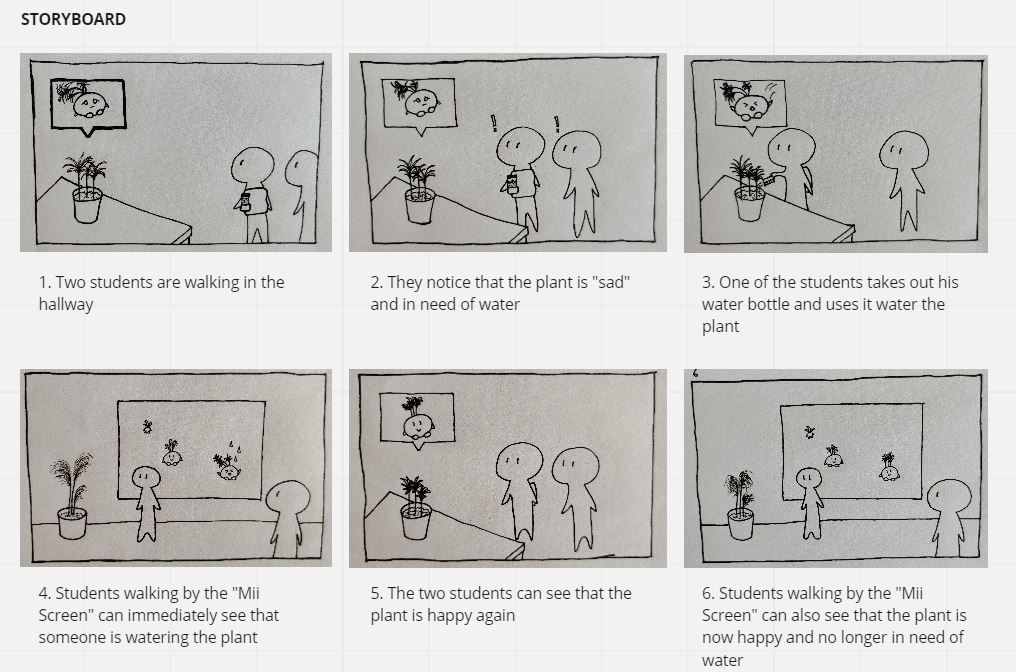 STORYBOARD
1. Two students are walking in the
hallway
! !
2. They notice that the plant is "sad"
and in need of water
3. One of the students takes out his
water bottle and uses it water the
plant
4. Students walking by the "Mii
Screen" can immediately see that
someone is watering the plant
5. The two students can see that the
plant is happy again
6
6. Students walking by the "Mii
Screen" can also see that the plant is
now happy and no longer in need of
water